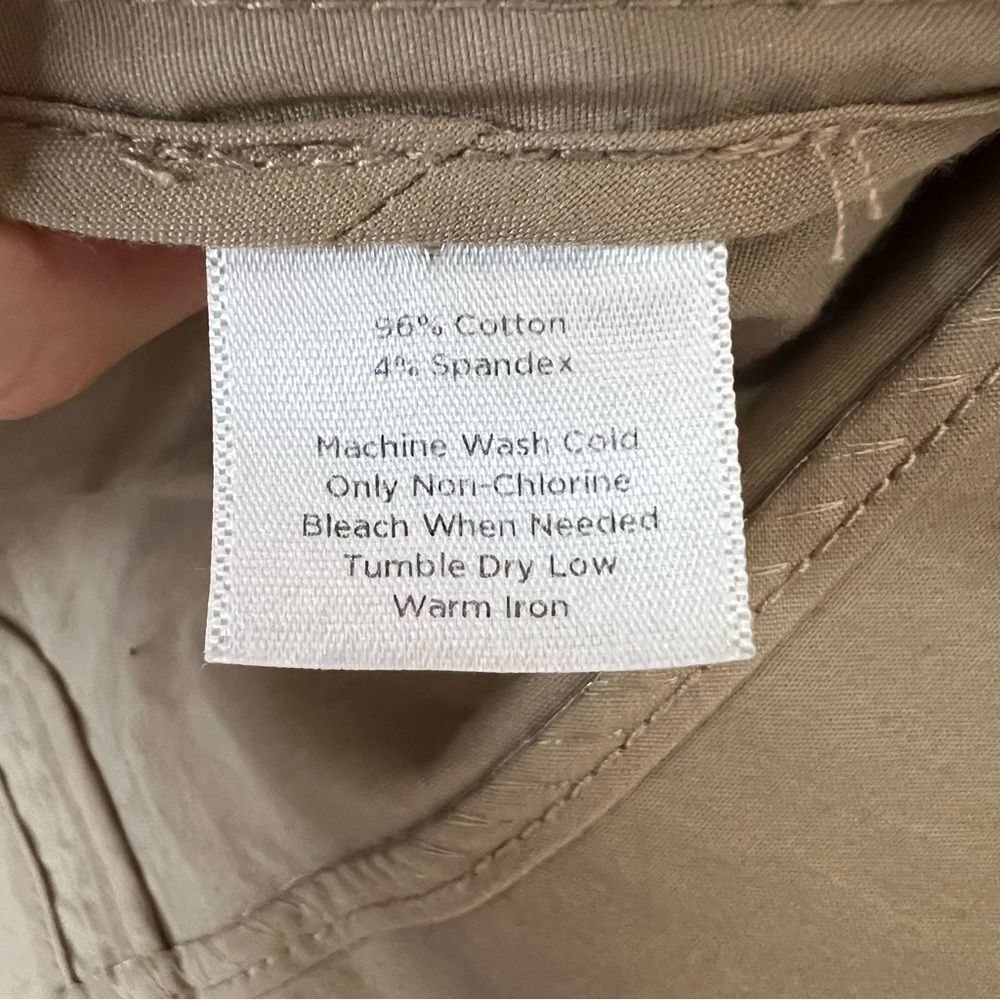 96% Cotton
4% Spandex
Machine Wash Cold
Only Non-Chlorine
Bleach When Needed
Tumble Dry Low
Warm Iron